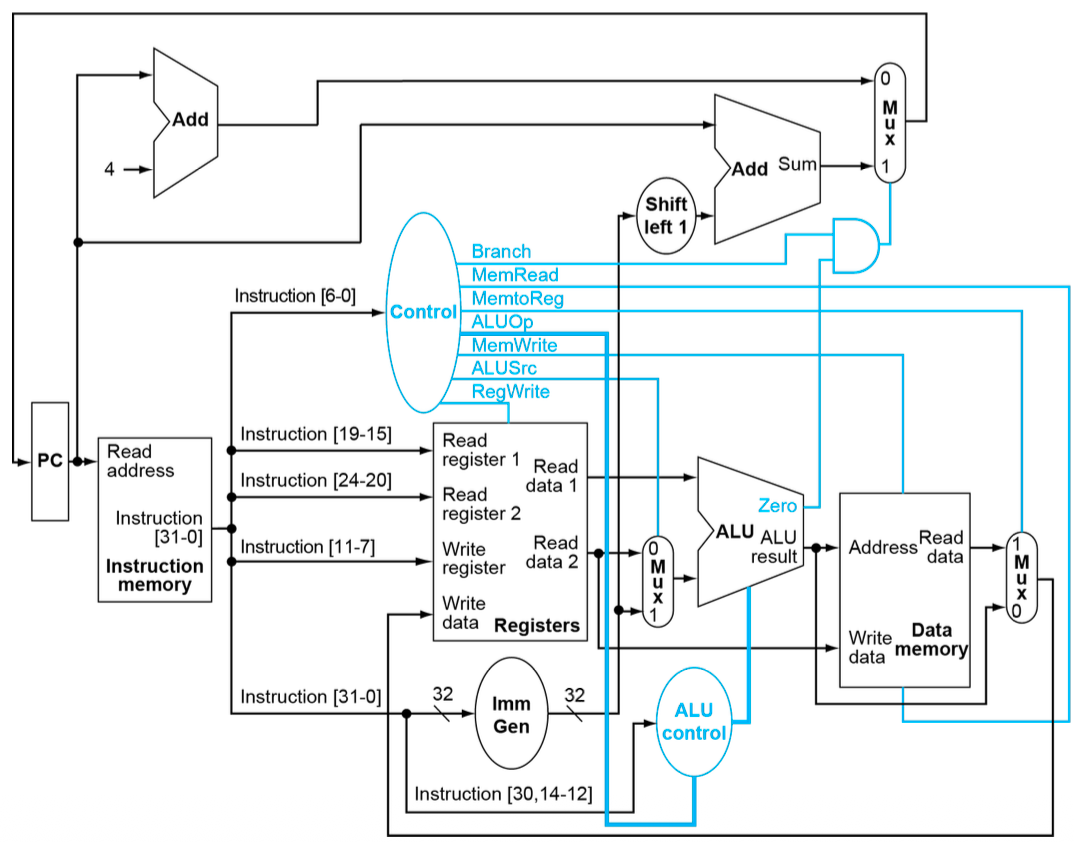 Add
4
0
M
u
x
1
Add Sum
Shift
left 1
Branch
MemRead
MemtoReg
ALUOp
MemWrite
ALUSrc
RegWrite
Control
Instruction [6-0]
PC
Read
address
Instruction
[31-0]
Instruction
memory
Instruction [19-15]
Instruction [24-20]
Instruction [11-7]
Instruction [31-0]
Read
register 1
Read
register 2
Write
register
Write
data
Read
data 1
Read
data 2
Registers
0
M
u
x
1
Zero
ALU
ALU
result
Address
Read
data
Write
data
Data
memory
1
M
u
x
0
32
Imm
Gen
32
ALU
control
Instruction [30,14-12]